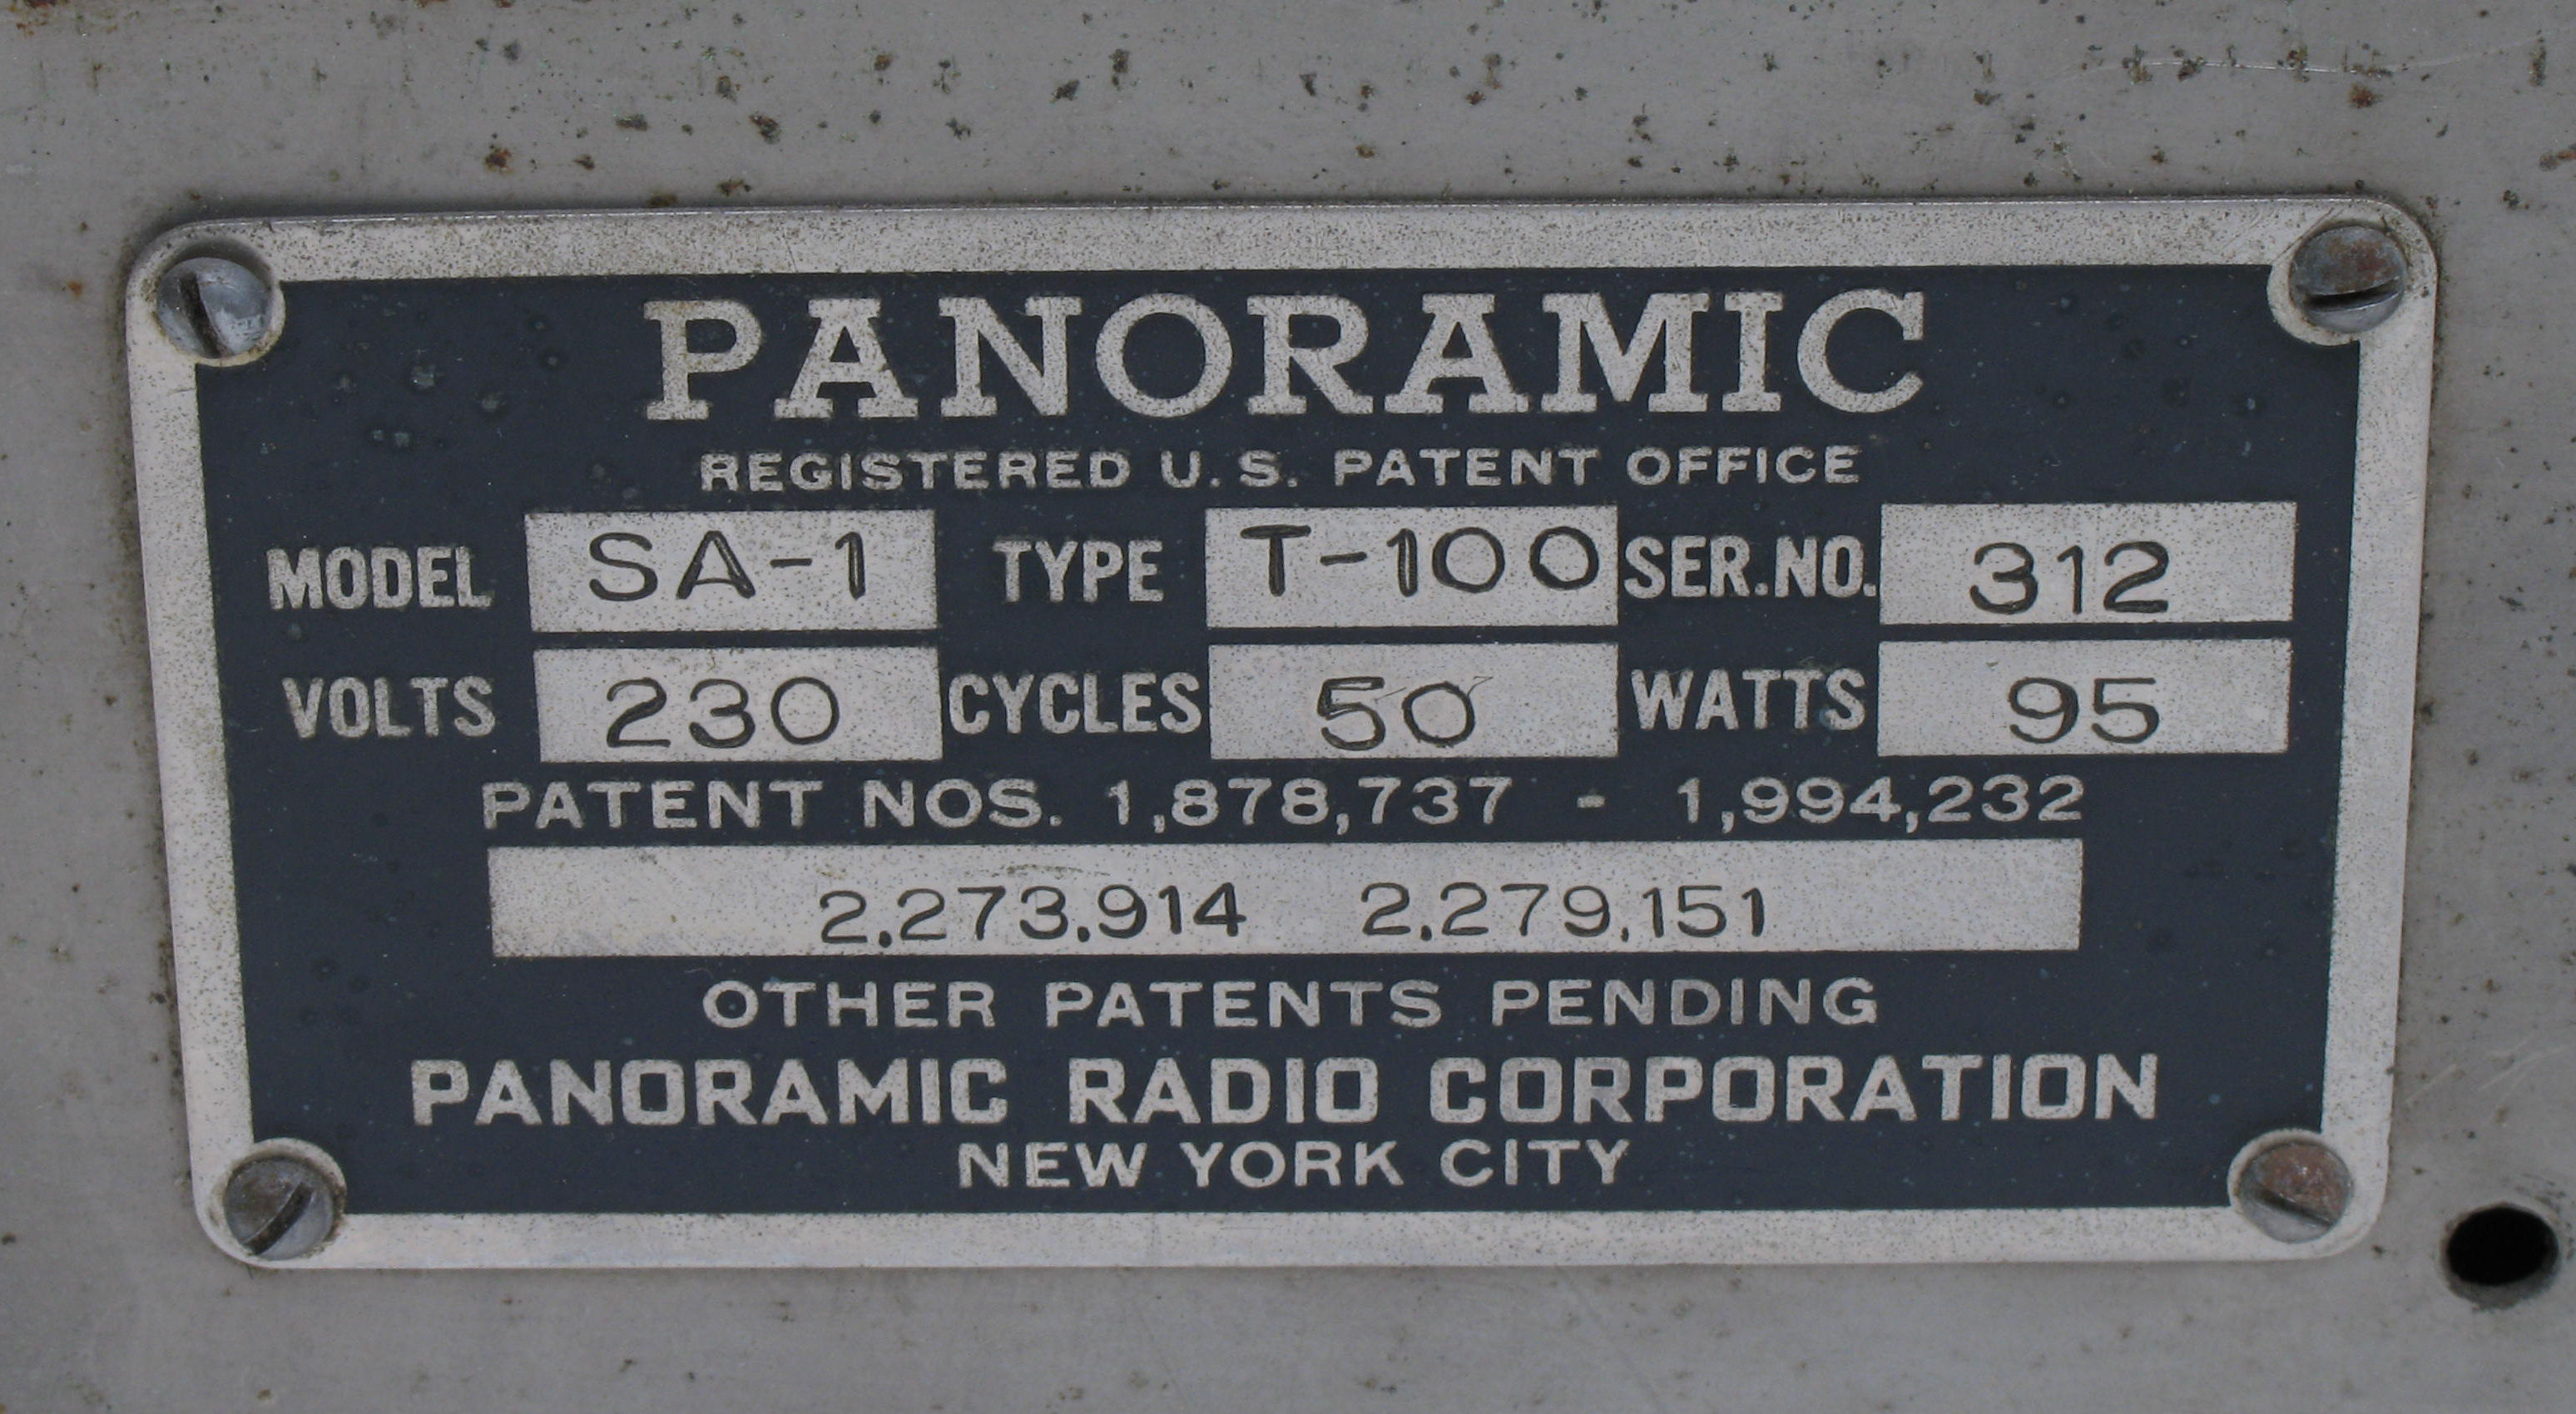 PANORAMIC
REGISTERED U.S. PATENT OFFICE
MODEL SA-1 TYPE T-100 SER.NO. 312
VOLTS 230 CYCLES 50 WATTS 95
PATENT NOS. 1,878,737 - 1,994,232
2.273.914 2.279.151
OTHER PATENTS PENDING
PANORAMIC RADIO CORPORATION
NEW YORK CITY